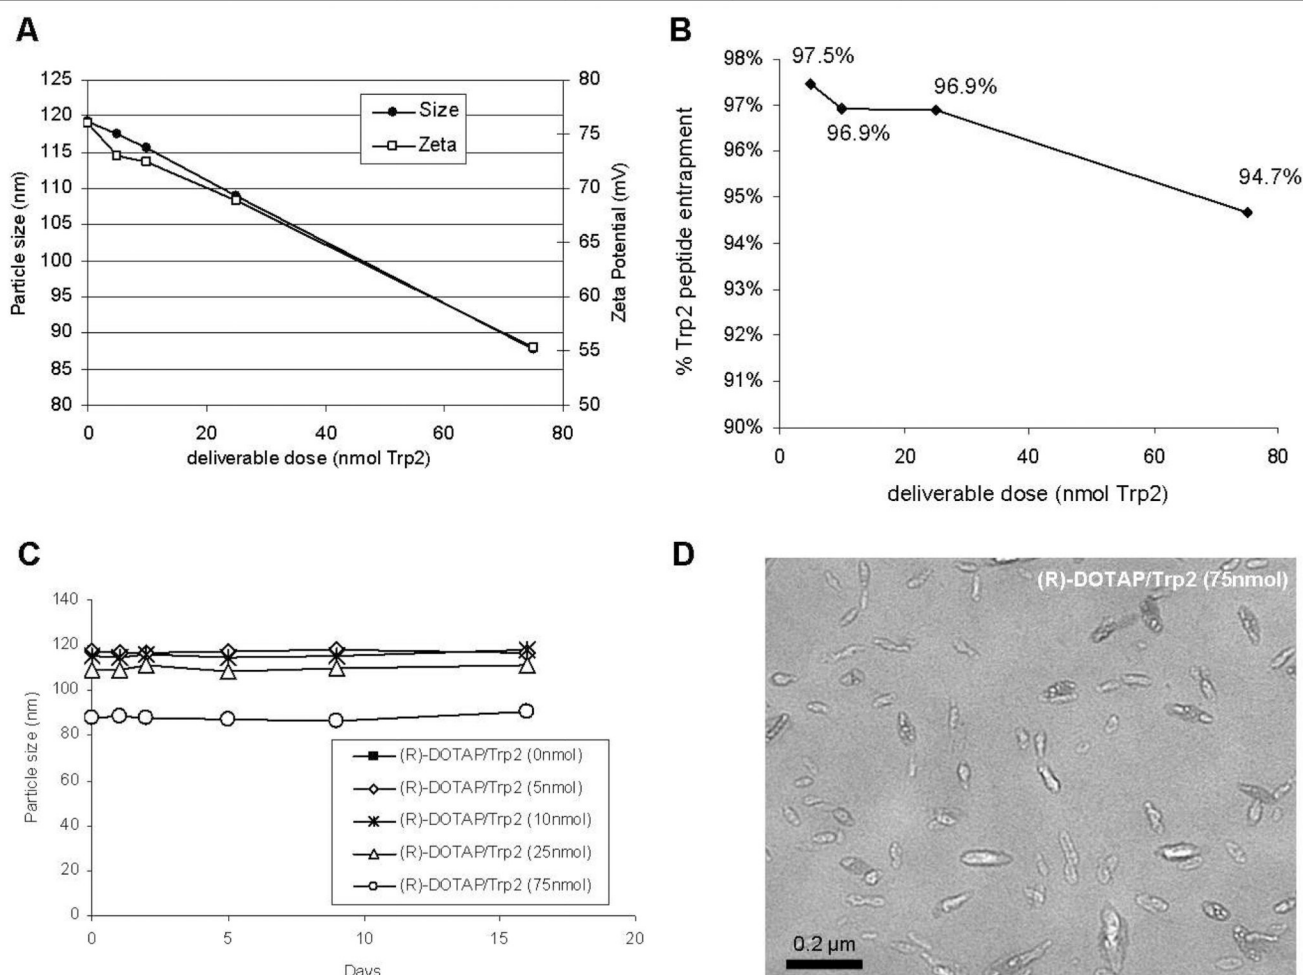 A
125
120
115
110
105
100
95
90
85
80
Particle size (nm)
80
75
70
65
60
55
50
Zeta Potential (mV)
Size
Zeta
0 20 40 60 80
deliverable dose (nmol Trp2)
B
98%
97%
96%
95%
94%
93%
92%
91%
90%
% Trp2 peptide entrapment
97.5%
96.9%
96.9%
94.7%
0 20 40 60 80
deliverable dose (nmol Trp2)
C
140
120
100
80
60
40
20
0
Particle size (nm)
(R)-DOTAP/Trp2 (0nmol)
(R)-DOTAP/Trp2 (5nmol)
(R)-DOTAP/Trp2 (10nmol)
(R)-DOTAP/Trp2 (25nmol)
(R)-DOTAP/Trp2 (75nmol)
0 5 10 15 20
Days
D
(R)-DOTAP/Trp2 (75nmol)
0.2 μm